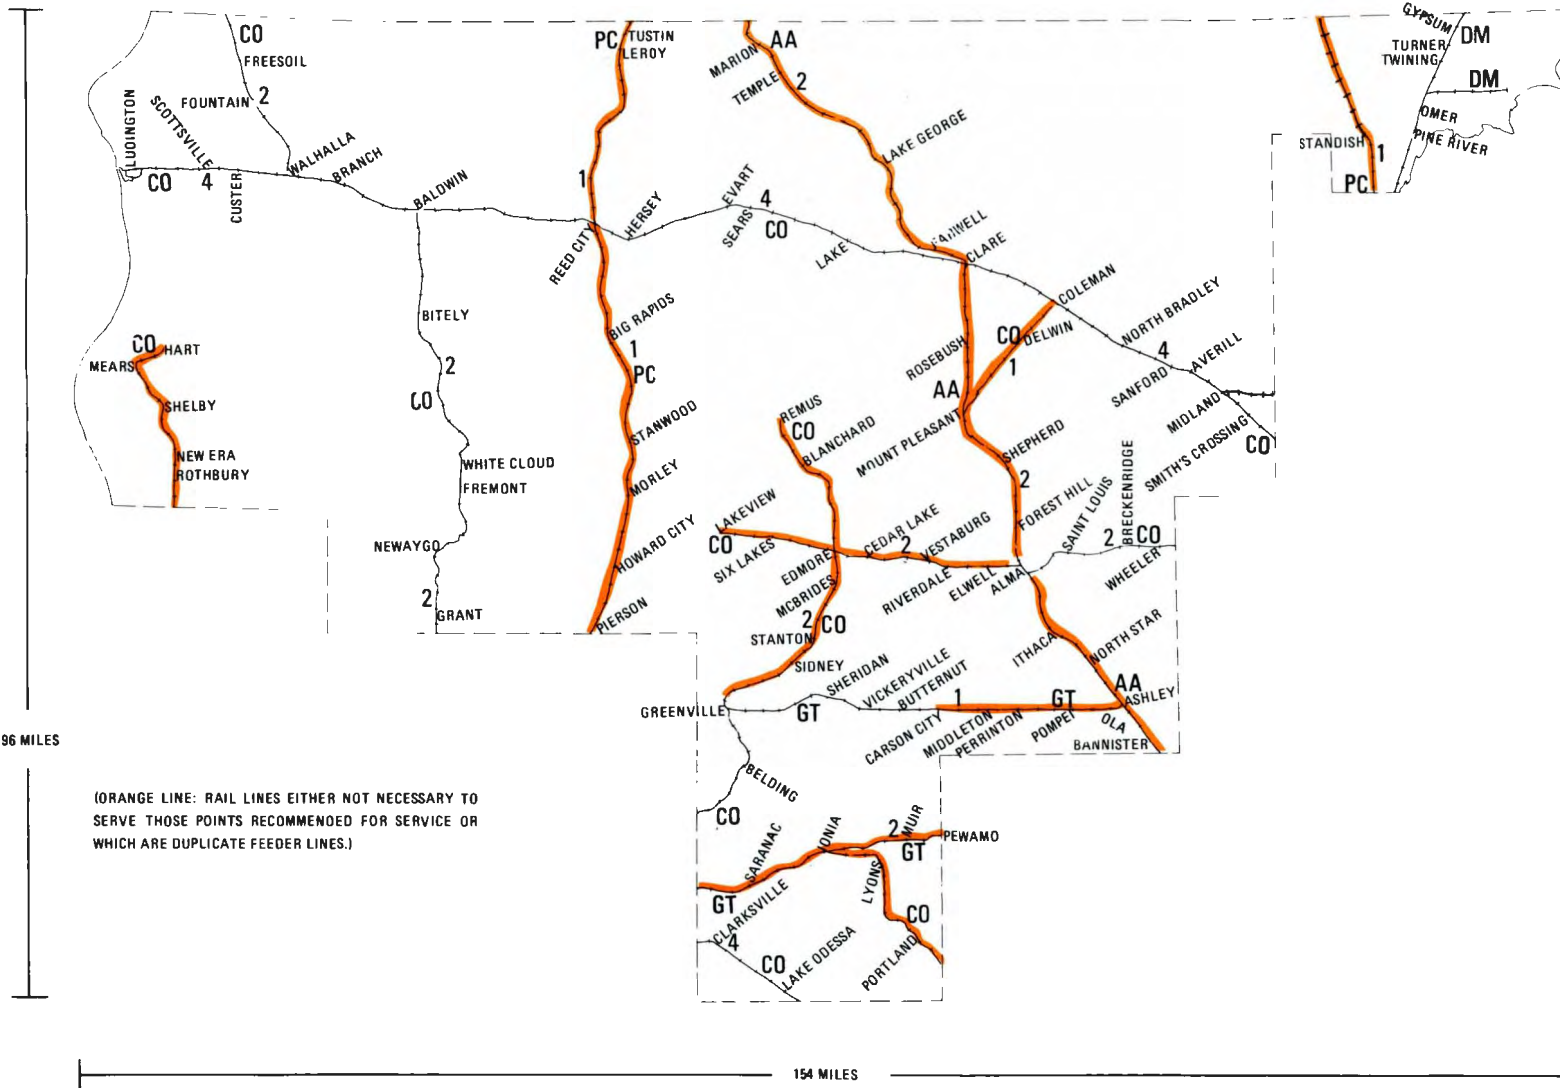 CO
FREESOIL
FOUNTAIN 2
LUDINGTON
SCOTTSVILLE
CO
4
CUSTER
WALHALLA
BRANCH
BALDWIN
BITELY
2
CO
WHITE CLOUD
FREMONT
NEWAYGO
2
GRANT
CO
HART
MEARS
SHELBY
NEW ERA
ROTHBURY
PC
TUSTIN
LEROY
1
REED CITY
HERSEY
EVART
SEARS
4
CO
LAKE
BIG RAPIDS
1
PC
STANWOOD
MORLEY
HOWARD CITY
PIERSON
AA
MARION
TEMPLE
2
LAKE GEORGE
CLARE
COLEMAN
CO
DELWIN
1
ROSEBUSH
AA
MOUNT PLEASANT
SHEPHERD
2
FOREST HILL
NORTH BRADLEY
4
AVERILL
SANFORD
MIDLAND
SMITH'S CROSSING
CO
GYPSUM
DM
TURNER
TWINING
DM
OMER
PINE RIVER
STANDISH
1
PC
REMUS
CO
BLANCHARD
LAKEVIEW
CO
SIX LAKES
EDMORE
CEDAR LAKE
2
VESTABURG
RIVERDALE
ELWELL
ALMA
SAINT LOUIS
BRECKENRIDGE
2
CO
WHEELER
MCBRIDES
2
CO
STANTON
SIDNEY
GREENVILLE
SHERIDAN
GT
VICKERYVILLE
BUTTERNUT
1
CARSON CITY
MIDDLETON
PERRINTON
GT
POMPEI
OLA
ITHACA
NORTH STAR
AA
ASHLEY
BANNISTER
BELDING
CO
IONIA
2
MUIR
GT
PEWAMO
SARANAC
GT
LYONS
CO
CLARKSVILLE
4
CO
LAKE ODESSA
PORTLAND
96 MILES
(ORANGE LINE: RAIL LINES EITHER NOT NECESSARY TO
SERVE THOSE POINTS RECOMMENDED FOR SERVICE OR
WHICH ARE DUPLICATE FEEDER LINES.)
154 MILES